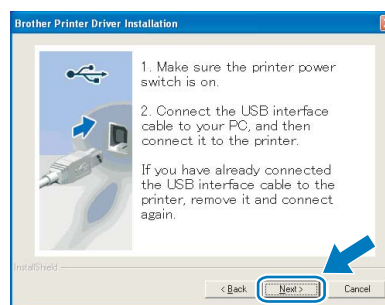 Brother Printer Driver Installation
1. Make sure the printer power
switch is on.
2. Connect the USB interface
cable to your PC, and then
connect it to the printer.
If you have already connected
the USB interface cable to the
printer, remove it and connect
again.
InstallShield
< Back
Next >
Cancel